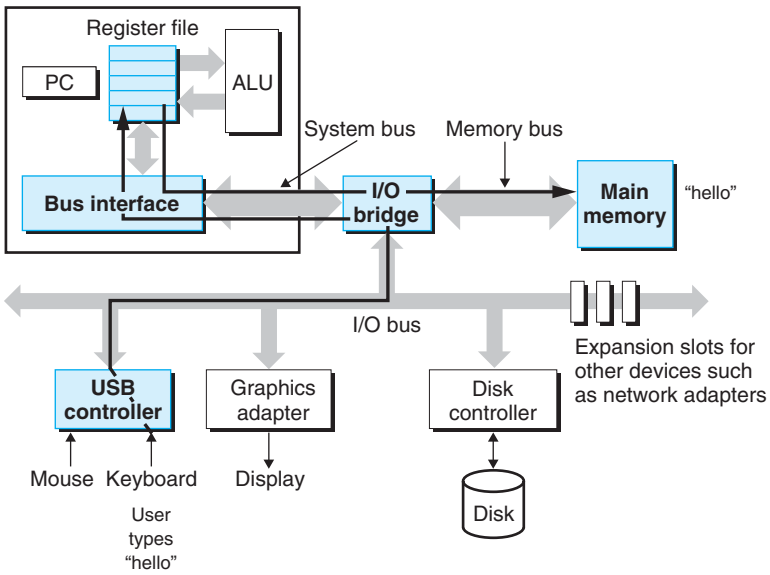 Register file
PC
ALU
System bus
Memory bus
Bus interface
I/O
bridge
Main
memory
“hello”
I/O bus
Expansion slots for
other devices such
as network adapters
USB
controller
Graphics
adapter
Disk
controller
Mouse
Keyboard
Display
Disk
User
types
“hello”